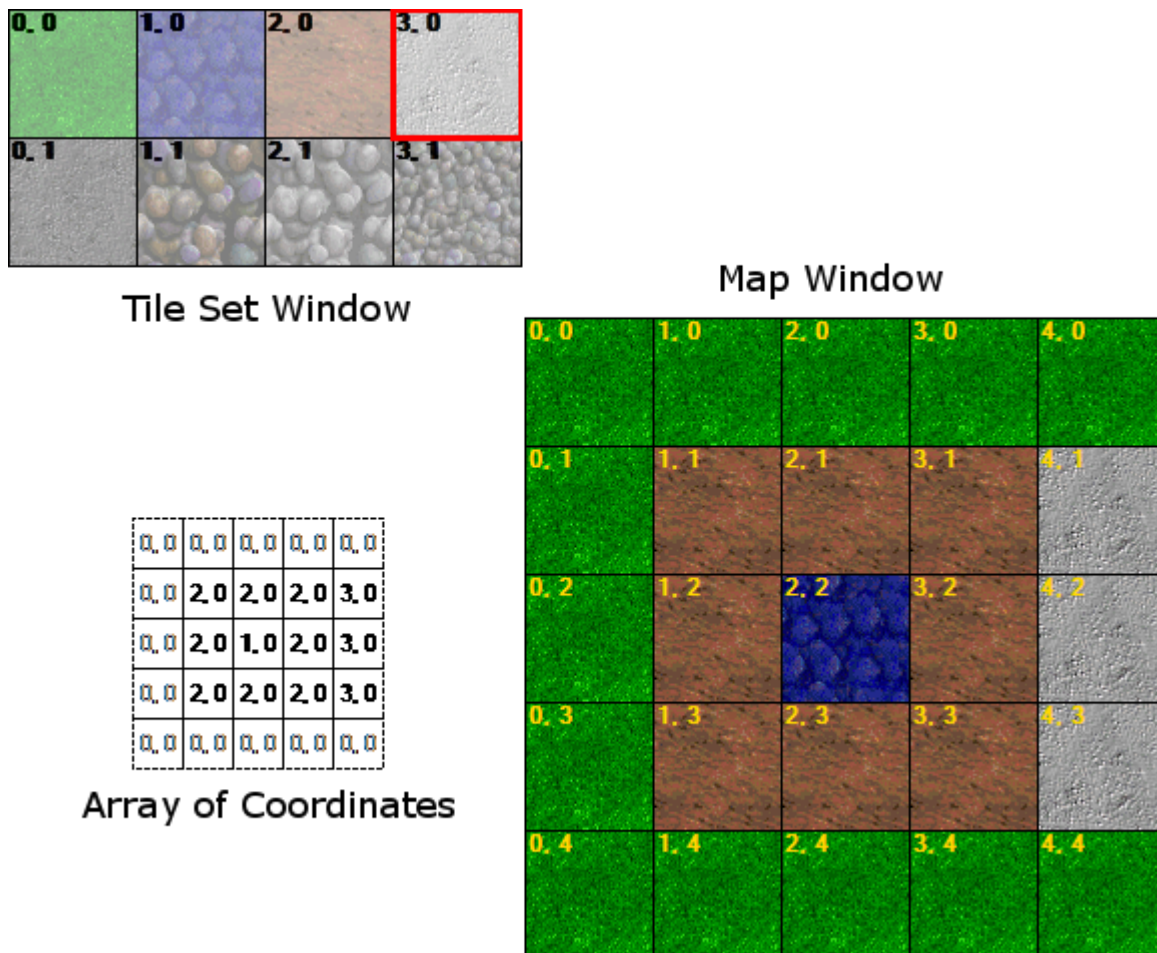 0,0 1,0 2,0 3,0
0,1 1,1 2,1 3,1
Tile Set Window
Map Window
0,0 1,0 2,0 3,0 4,0
0,1 1,1 2,1 3,1 4,1
0,2 1,2 2,2 3,2 4,2
0,3 1,3 2,3 3,3 4,3
0,4 1,4 2,4 3,4 4,4
0,0 0,0 0,0 0,0 0,0
0,0 2,0 2,0 2,0 3,0
0,0 2,0 1,0 2,0 3,0
0,0 2,0 2,0 2,0 3,0
0,0 0,0 0,0 0,0 0,0
Array of Coordinates